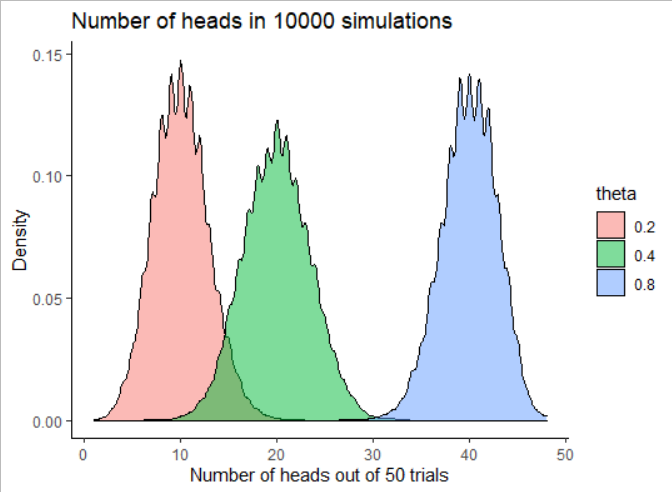 Number of heads in 10000 simulations
0.15
0.10
0.05
0.00
Density
0 10 20 30 40 50
Number of heads out of 50 trials
theta
0.2
0.4
0.8